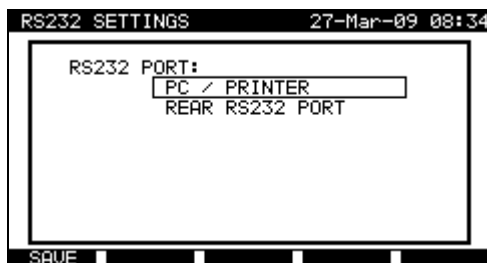 RS232 SETTINGS 27-Mar-09 08:34
RS232 PORT:
PC / PRINTER
REAR RS232 PORT
SAVE